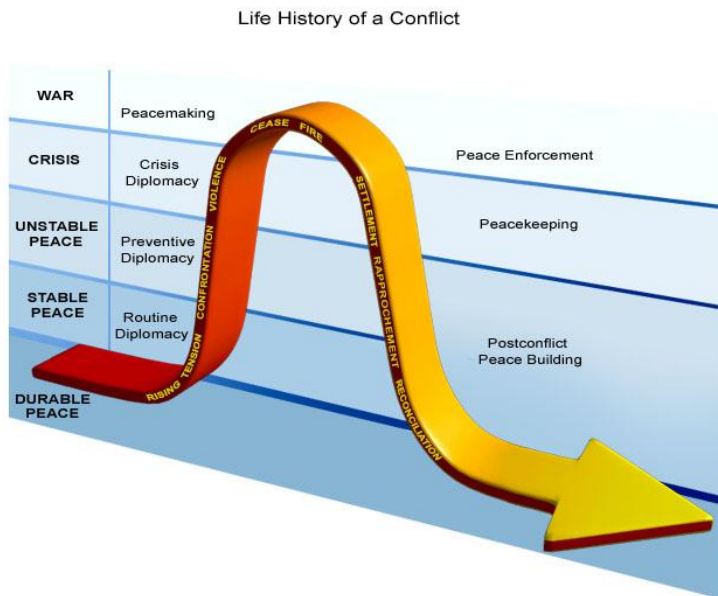 Life History of a Conflict
WAR
Peacemaking
CRISIS
Crisis
Diplomacy
UNSTABLE
PEACE
Preventive
Diplomacy
STABLE
PEACE
Routine
Diplomacy
DURABLE
PEACE
RISING TENSION CONFRONTATION VIOLENCE CEASE FIRE SETTLEMENT RAPPROCHEMENT RECONCILIATION
Peace Enforcement
Peacekeeping
Postconflict
Peace Building